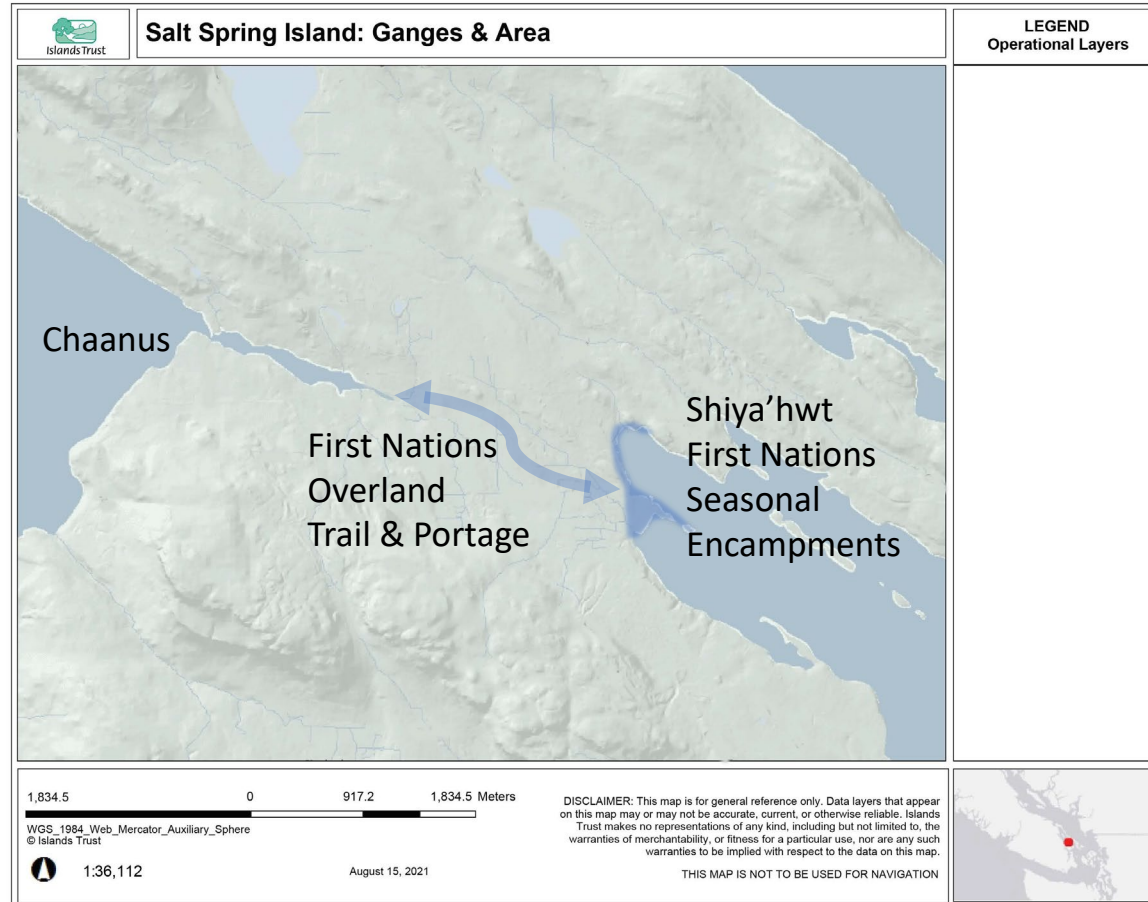 Islands Trust
Salt Spring Island: Ganges & Area
LEGEND
Operational Layers
Chaanus
First Nations
Overland
Trail & Portage
Shiya’hwt
First Nations
Seasonal
Encampments
1,834.5 0 917.2 1,834.5 Meters
WGS_1984_Web_Mercator_Auxiliary_Sphere
© Islands Trust
1:36,112
August 15, 2021
DISCLAIMER: This map is for general reference only. Data layers that appear
on this map may or may not be accurate, current, or otherwise reliable. Islands
Trust makes no representations of any kind, including but not limited to, the
warranties of merchantability, or fitness for a particular use, nor are any such
warranties to be implied with respect to the data on this map.
THIS MAP IS NOT TO BE USED FOR NAVIGATION